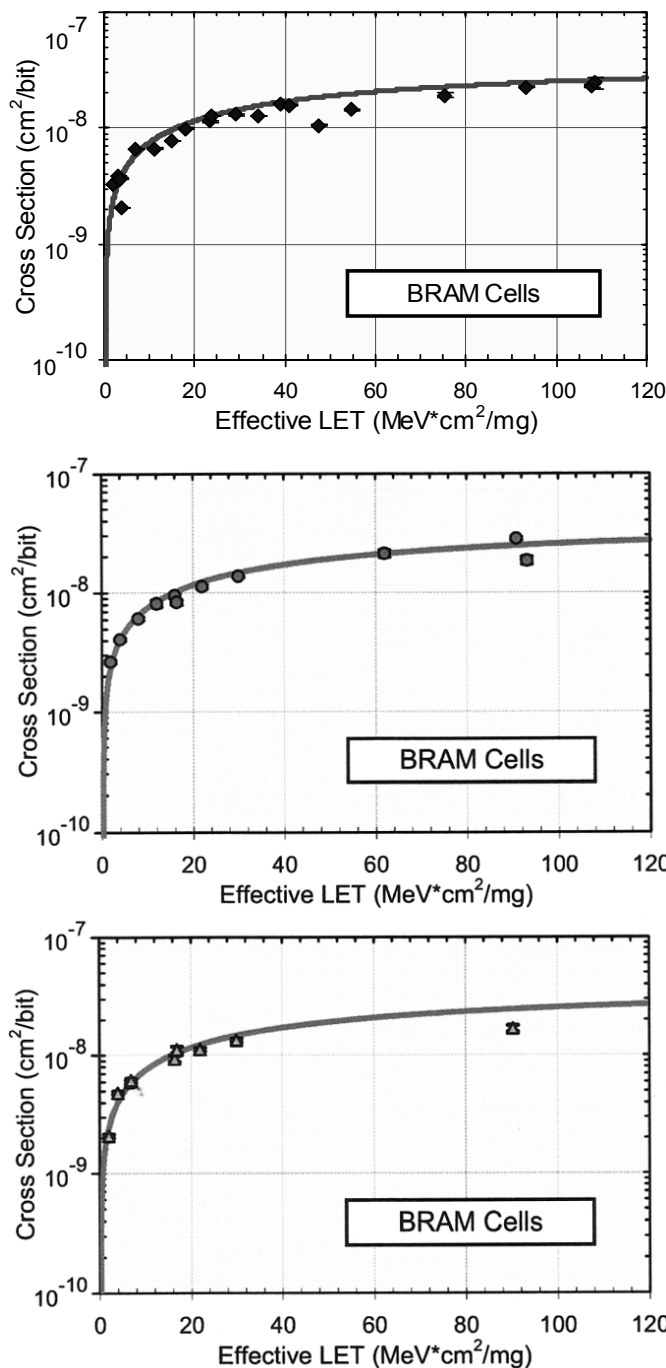 10^-7
10^-8
10^-9
10^-10
Cross Section (cm^2/bit)
BRAM Cells
0 20 40 60 80 100 120
Effective LET (MeV*cm^2/mg)
10^-7
10^-8
10^-9
10^-10
Cross Section (cm^2/bit)
BRAM Cells
0 20 40 60 80 100 120
Effective LET (MeV*cm^2/mg)
10^-7
10^-8
10^-9
10^-10
Cross Section (cm^2/bit)
BRAM Cells
0 20 40 60 80 100 120
Effective LET (MeV*cm^2/mg)